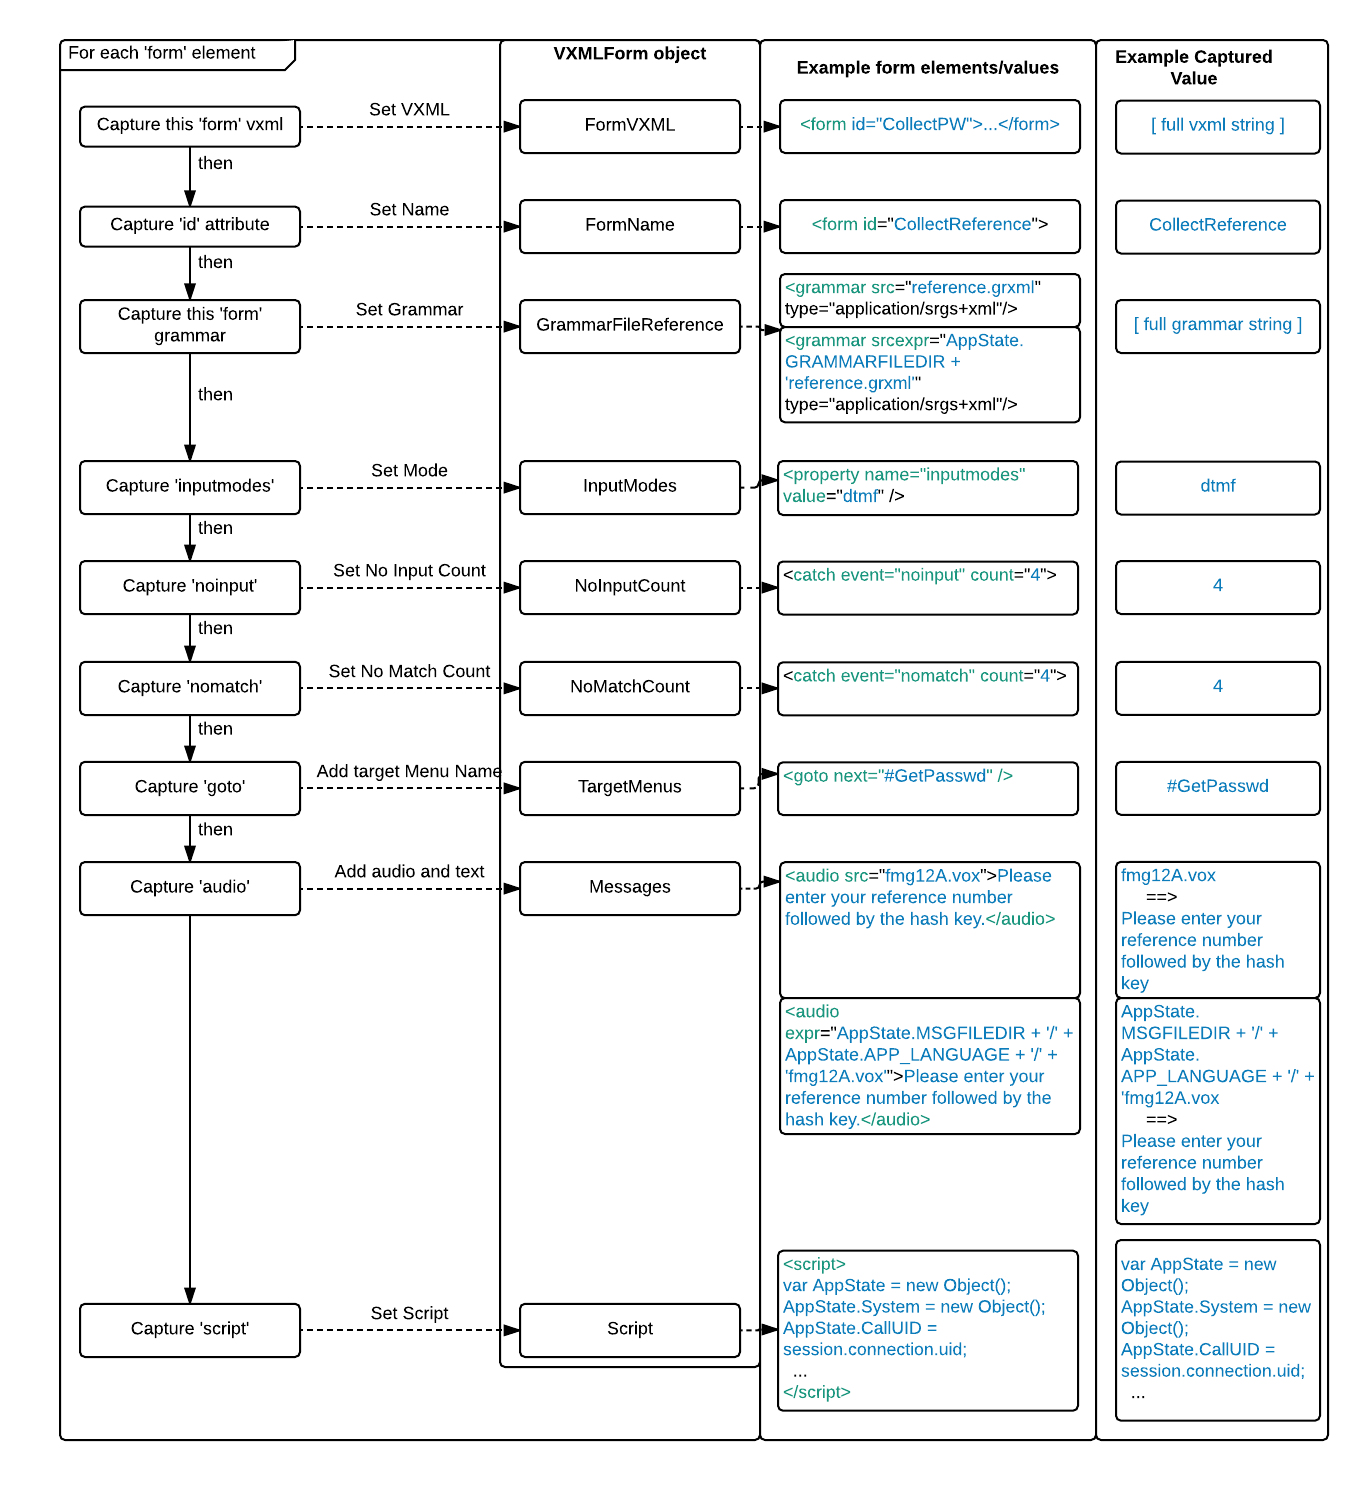 For each 'form' element
VXMLForm object
Example form elements/values
Example Captured
Value
Capture this 'form' vxml
Set VXML
FormVXML
<form id="CollectPW">...</form>
[ full vxml string ]
then
Capture 'id' attribute
Set Name
FormName
<form id="CollectReference">
CollectReference
then
Capture this 'form'
grammar
Set Grammar
GrammarFileReference
<grammar src="reference.grxml"
type="application/srgs+xml"/>
<grammar srcexpr="AppState.
GRAMMARFILEDIR +
'reference.grxml'"
type="application/srgs+xml"/>
[ full grammar string ]
then
Capture 'inputmodes'
Set Mode
InputModes
<property name="inputmodes"
value="dtmf" />
dtmf
then
Capture 'noinput'
Set No Input Count
NoInputCount
<catch event="noinput" count="4">
4
then
Capture 'nomatch'
Set No Match Count
NoMatchCount
<catch event="nomatch" count="4">
4
then
Capture 'goto'
Add target Menu Name
TargetMenus
<goto next="#GetPasswd" />
#GetPasswd
then
Capture 'audio'
Add audio and text
Messages
<audio src="fmg12A.vox">Please
enter your reference number
followed by the hash key.</audio>
fmg12A.vox
==>
Please enter your
reference number
followed by the hash
key
<audio
expr="AppState.MSGFILEDIR + '/' +
AppState.APP_LANGUAGE + '/' +
'fmg12A.vox'">Please enter your
reference number followed by the
hash key.</audio>
AppState.
MSGFILEDIR + '/' +
AppState.
APP_LANGUAGE + '/' +
'fmg12A.vox
==>
Please enter your
reference number
followed by the hash
key
Capture 'script'
Set Script
Script
<script>
var AppState = new Object();
AppState.System = new Object();
AppState.CallUID =
session.connection.uid;
...
</script>
var AppState = new
Object();
AppState.System = new
Object();
AppState.CallUID =
session.connection.uid;
...